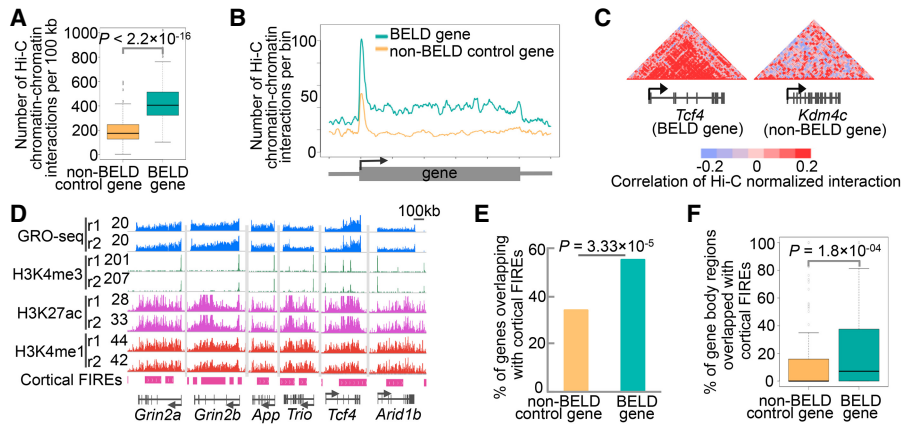 A
Number of Hi-C
chromatin-chromatin
interactions per 100 kb
1000
800
600
400
200
0
P < 2.2×10-16
non-BELD
control gene
BELD
gene
B
Number of Hi-C
chromatin-chromatin
interactions per bin
100
50
0
BELD gene
non-BELD control gene
gene
C
Tcf4
(BELD gene)
Kdm4c
(non-BELD gene)
-0.2
0
0.2
Correlation of Hi-C normalized interaction
D
100kb
GRO-seq
r1 20
r2 20
H3K4me3
r1 201
r2 207
H3K27ac
r1 28
r2 33
H3K4me1
r1 44
r2 42
Cortical FIREs
Grin2a
Grin2b
App
Trio
Tcf4
Arid1b
E
% of genes overlapping
with cortical FIREs
60
40
20
0
P = 3.33×10-5
non-BELD
control gene
BELD
gene
F
% of gene body regions
overlapped with
cortical FIREs
100
80
60
40
20
0
P = 1.8×10-04
non-BELD
control gene
BELD
gene